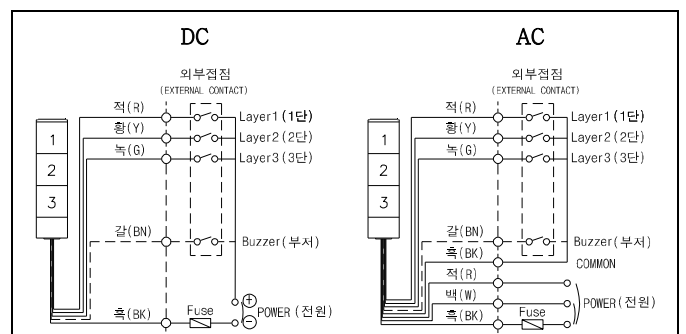 DC
외부접점
(EXTERNAL CONTACT)
적(R)
Layer1(1단)
황(Y)
Layer2(2단)
녹(G)
Layer3(3단)
1
2
3
갈(BN)
Buzzer(부저)
+
POWER(전원)
-
흑(BK)
Fuse
AC
외부접점
(EXTERNAL CONTACT)
적(R)
Layer1(1단)
황(Y)
Layer2(2단)
녹(G)
Layer3(3단)
1
2
3
갈(BN)
Buzzer(부저)
흑(BK)
COMMON
적(R)
백(W)
POWER(전원)
흑(BK)
Fuse